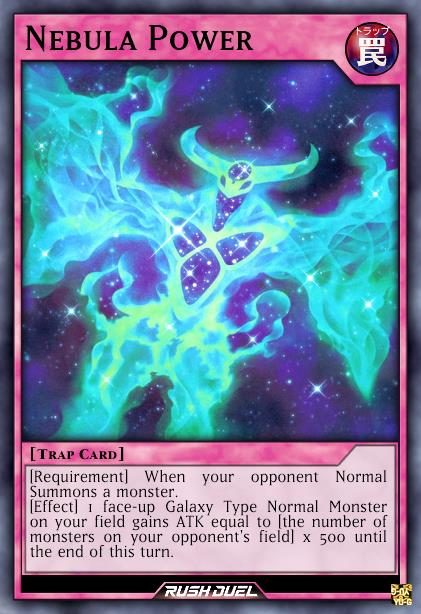 Nebula Power
トラップ
罠
[Trap Card]
[Requirement] When your opponent Normal
Summons a monster.
[Effect] 1 face-up Galaxy Type Normal Monster
on your field gains ATK equal to [the number of
monsters on your opponent's field] x 500 until
the end of this turn.
RUSH DUEL